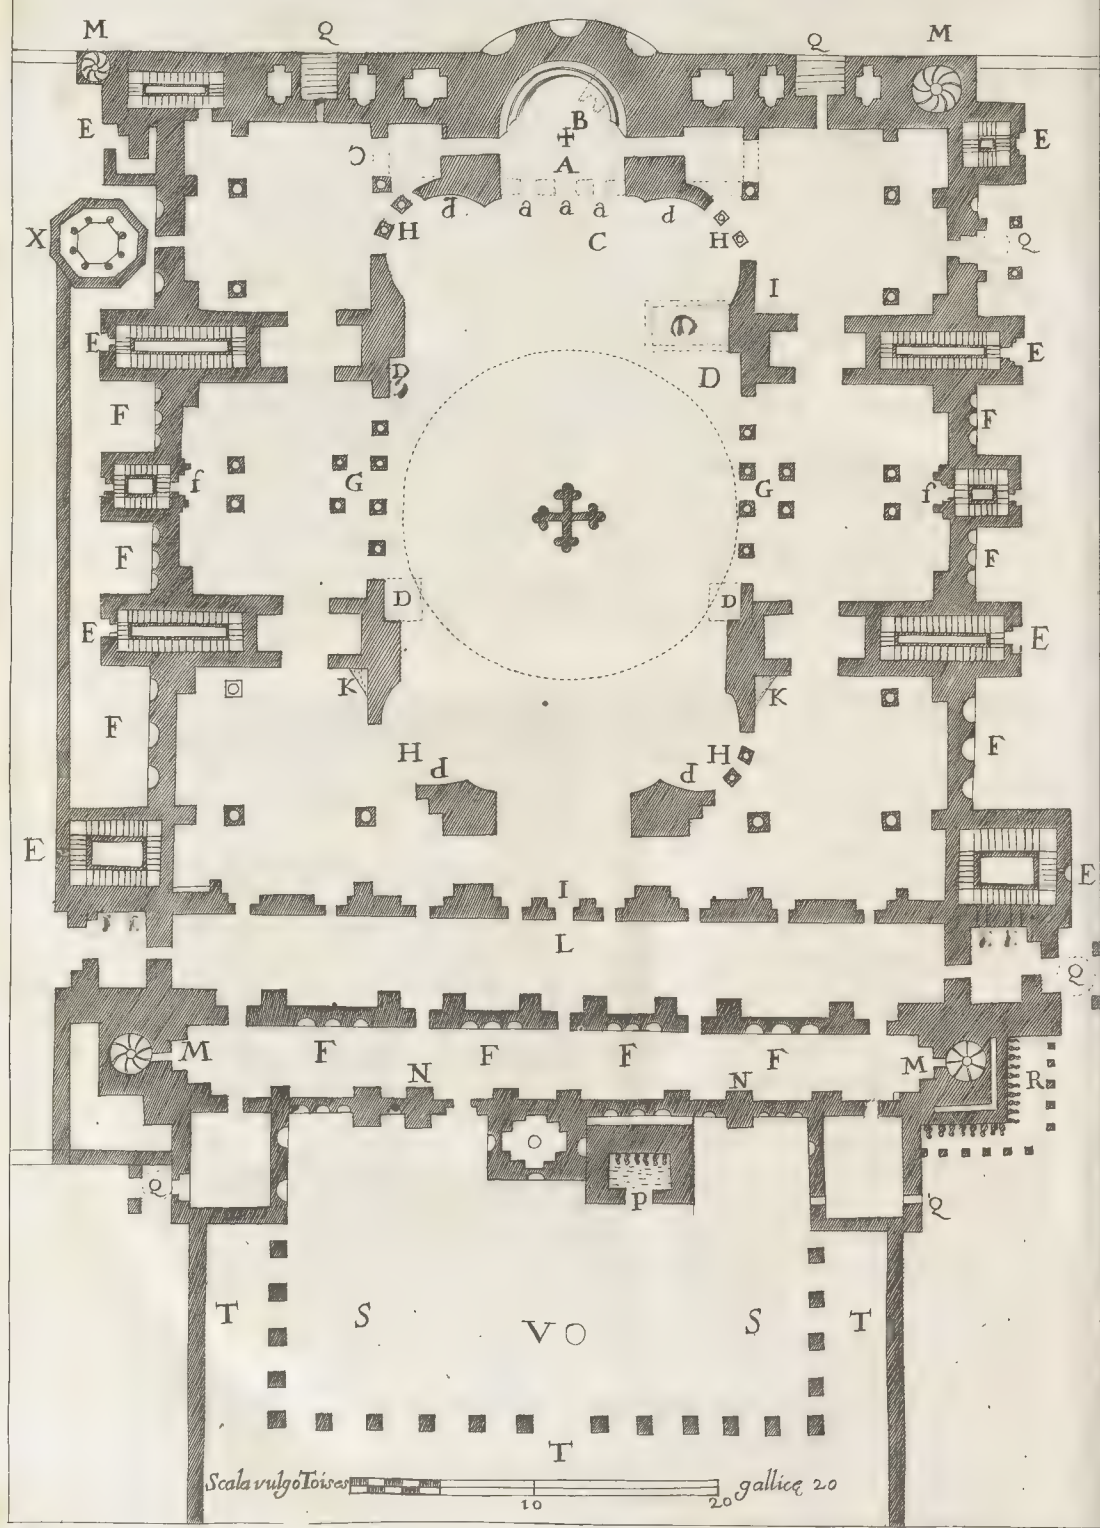 M Q Q M
E B E
C A
d a a a d
X H C H Q
I
E D D E
F F
f G G f
F F
D D
E E
K K
F F
H d d H
E I E
L Q
M F F F F M
N N R
Q P Q
T S V S T
T
Scala vulgo Toises gallicę 20
10 20